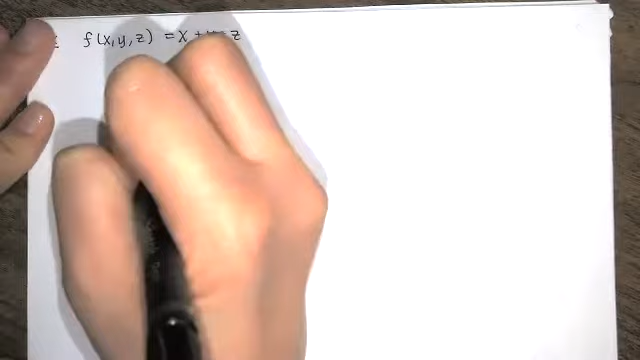 f(x,y,z) = x + z